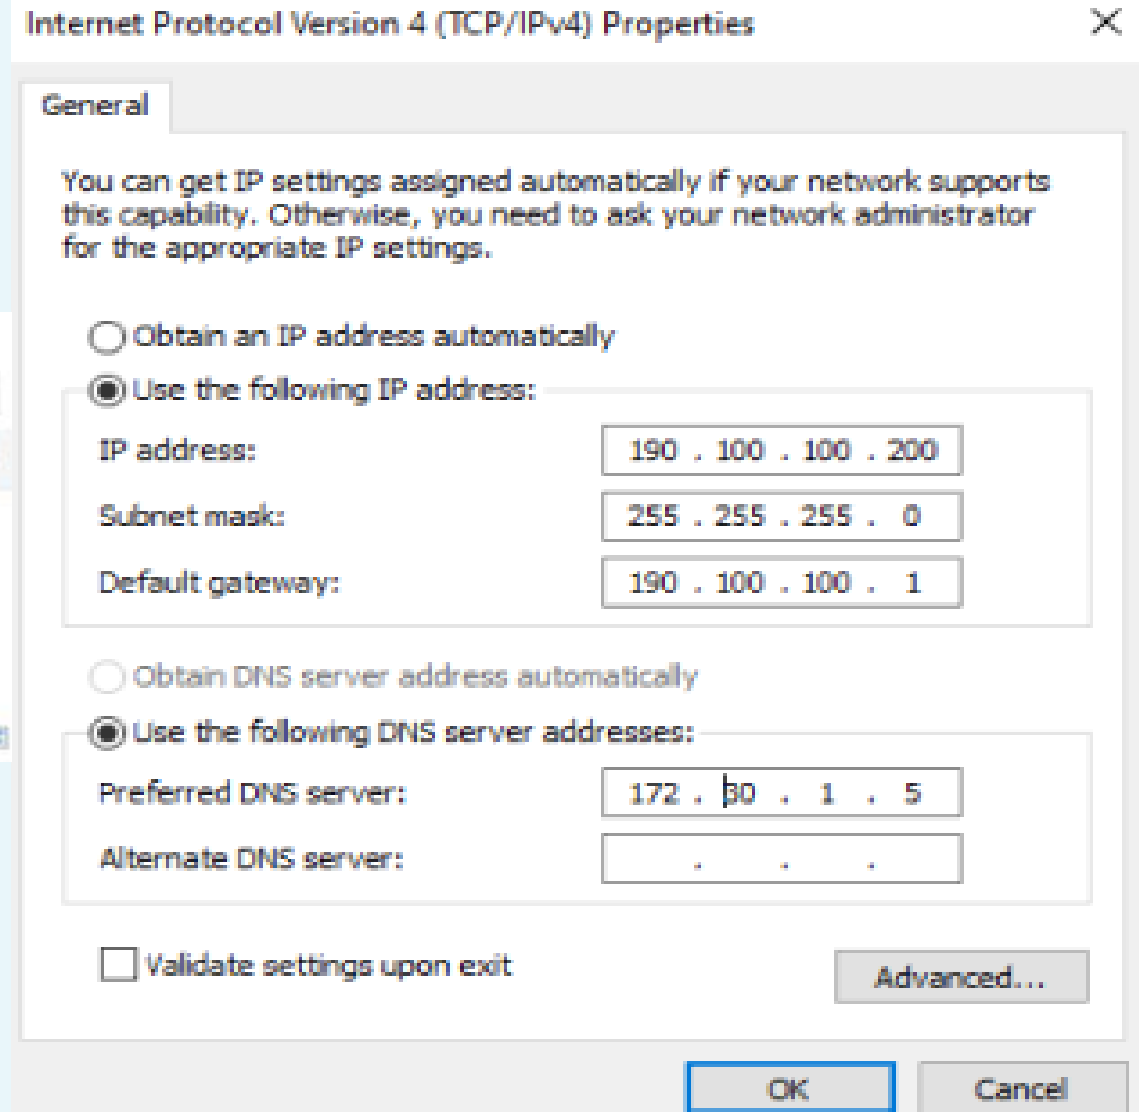 Internet Protocol Version 4 (TCP/IPv4) Properties
General
You can get IP settings assigned automatically if your network supports
this capability. Otherwise, you need to ask your network administrator
for the appropriate IP settings.
Obtain an IP address automatically
Use the following IP address:
IP address: 190 . 100 . 100 . 200
Subnet mask: 255 . 255 . 255 . 0
Default gateway: 190 . 100 . 100 . 1
Obtain DNS server address automatically
Use the following DNS server addresses:
Preferred DNS server: 172 . 30 . 1 . 5
Alternate DNS server: . . .
Validate settings upon exit
Advanced...
OK Cancel